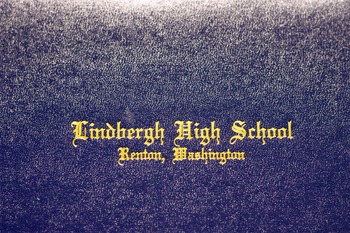 Lindbergh High School
Renton, Washington